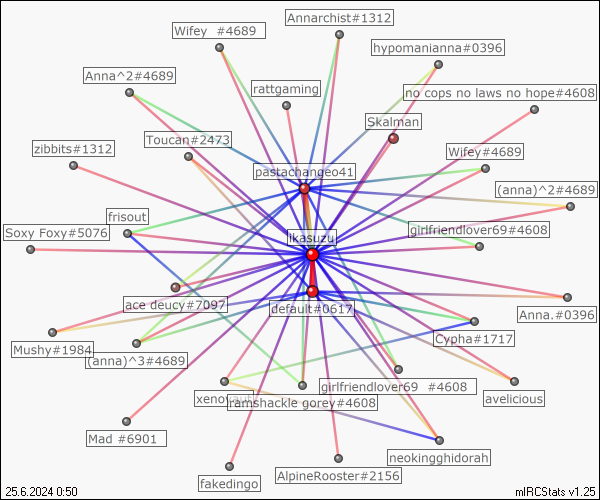 Annarchist#1312
Wifey  #4689
hypomanianna#0396
Anna^2#4689
rattgaming
no cops no laws no hope#4608
Skalman
Toucan#2473
zibbits#1312
Wifey#4689
pastachangeo41
(anna)^2#4689
frisout
girlfriendlover69#4608
Soxy Foxy#5076
ikasuzu
ace deucy#7097
default#0617
Anna.#0396
Cypha#1717
Mushy#1984
(anna)^3#4689
girlfriendlover69  #4608
avelicious
ramshackle gorey#4608
Mad #6901
neokingghidorah
AlpineRooster#2156
fakedingo
25.6.2024 0:50
mIRCStats v1.25